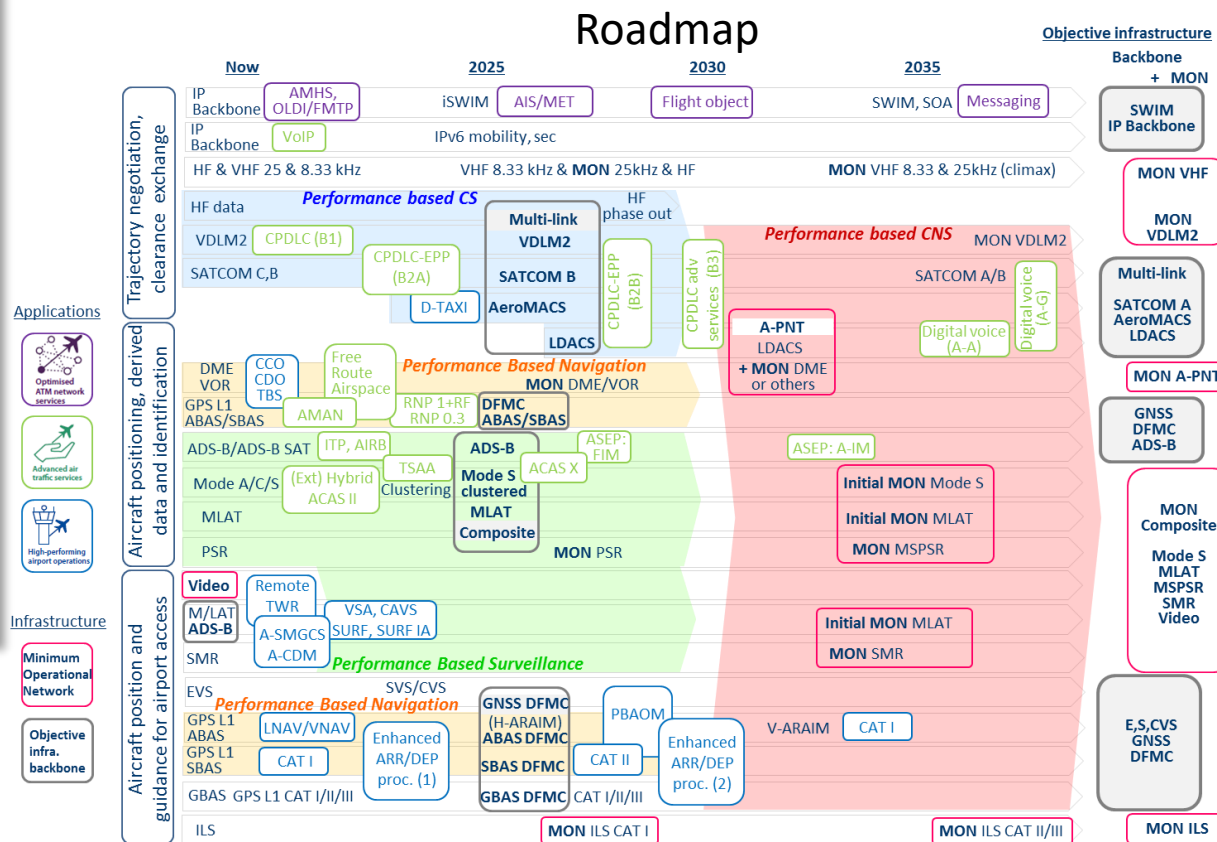 Roadmap
Objective infrastructure
Backbone
+ MON
Now
2025
2030
2035
Trajectory negotiation,
clearance exchange
IP
Backbone
AMHS,
OLDI/FMTP
iSWIM
AIS/MET
Flight object
SWIM, SOA
Messaging
SWIM
IP Backbone
IP
Backbone
VoIP
IPv6 mobility, sec
HF & VHF 25 & 8.33 kHz
VHF 8.33 kHz & MON 25kHz & HF
MON VHF 8.33 & 25kHz (climax)
MON VHF
MON
VDLM2
HF data
Performance based CS
HF
phase out
Multi-link
VDLM2
SATCOM B
AeroMACS
LDACS
VDLM2
CPDLC (B1)
CPDLC-EPP
(B2A)
CPDLC-EPP
(B2B)
CPDLC adv
services (B3)
Performance based CNS
MON VDLM2
SATCOM C,B
SATCOM A/B
D-TAXI
Digital voice
(A-A)
Digital voice
(A-G)
Multi-link
SATCOM A
AeroMACS
LDACS
A-PNT
LDACS
+ MON DME
or others
MON A-PNT
Applications
Optimised
ATM network
services
Advanced air
traffic services
High-performing
airport operations
Infrastructure
Minimum
Operational
Network
Objective
infra.
backbone
Aircraft positioning, derived
data and identification
DME
VOR
CCO
CDO
TBS
Free
Route
Airspace
Performance Based Navigation
MON DME/VOR
GPS L1
ABAS/SBAS
AMAN
RNP 1+RF
RNP 0.3
DFMC
ABAS/SBAS
GNSS
DFMC
ADS-B
ADS-B/ADS-B SAT
ITP, AIRB
TSAA
ADS-B
Mode S
clustered
MLAT
Composite
ASEP:
FIM
ACAS X
ASEP: A-IM
Mode A/C/S
(Ext) Hybrid
ACAS II
Clustering
Initial MON Mode S
Initial MON MLAT
MON MSPSR
MLAT
PSR
MON PSR
MON
Composite
Mode S
MLAT
MSPSR
SMR
Video
Aircraft position and
guidance for airport access
Video
Remote
TWR
M/LAT
ADS-B
VSA, CAVS
SURF, SURF IA
A-SMGCS
A-CDM
SMR
Performance Based Surveillance
Initial MON MLAT
MON SMR
EVS
SVS/CVS
Performance Based Navigation
GNSS DFMC
(H-ARAIM)
ABAS DFMC
SBAS DFMC
GBAS DFMC
PBAOM
GPS L1
ABAS
LNAV/VNAV
Enhanced
ARR/DEP
proc. (1)
Enhanced
ARR/DEP
proc. (2)
V-ARAIM
CAT I
GPS L1
SBAS
CAT I
CAT II
GBAS GPS L1 CAT I/II/III
CAT I/II/III
E,S,CVS
GNSS
DFMC
ILS
MON ILS CAT I
MON ILS CAT II/III
MON ILS